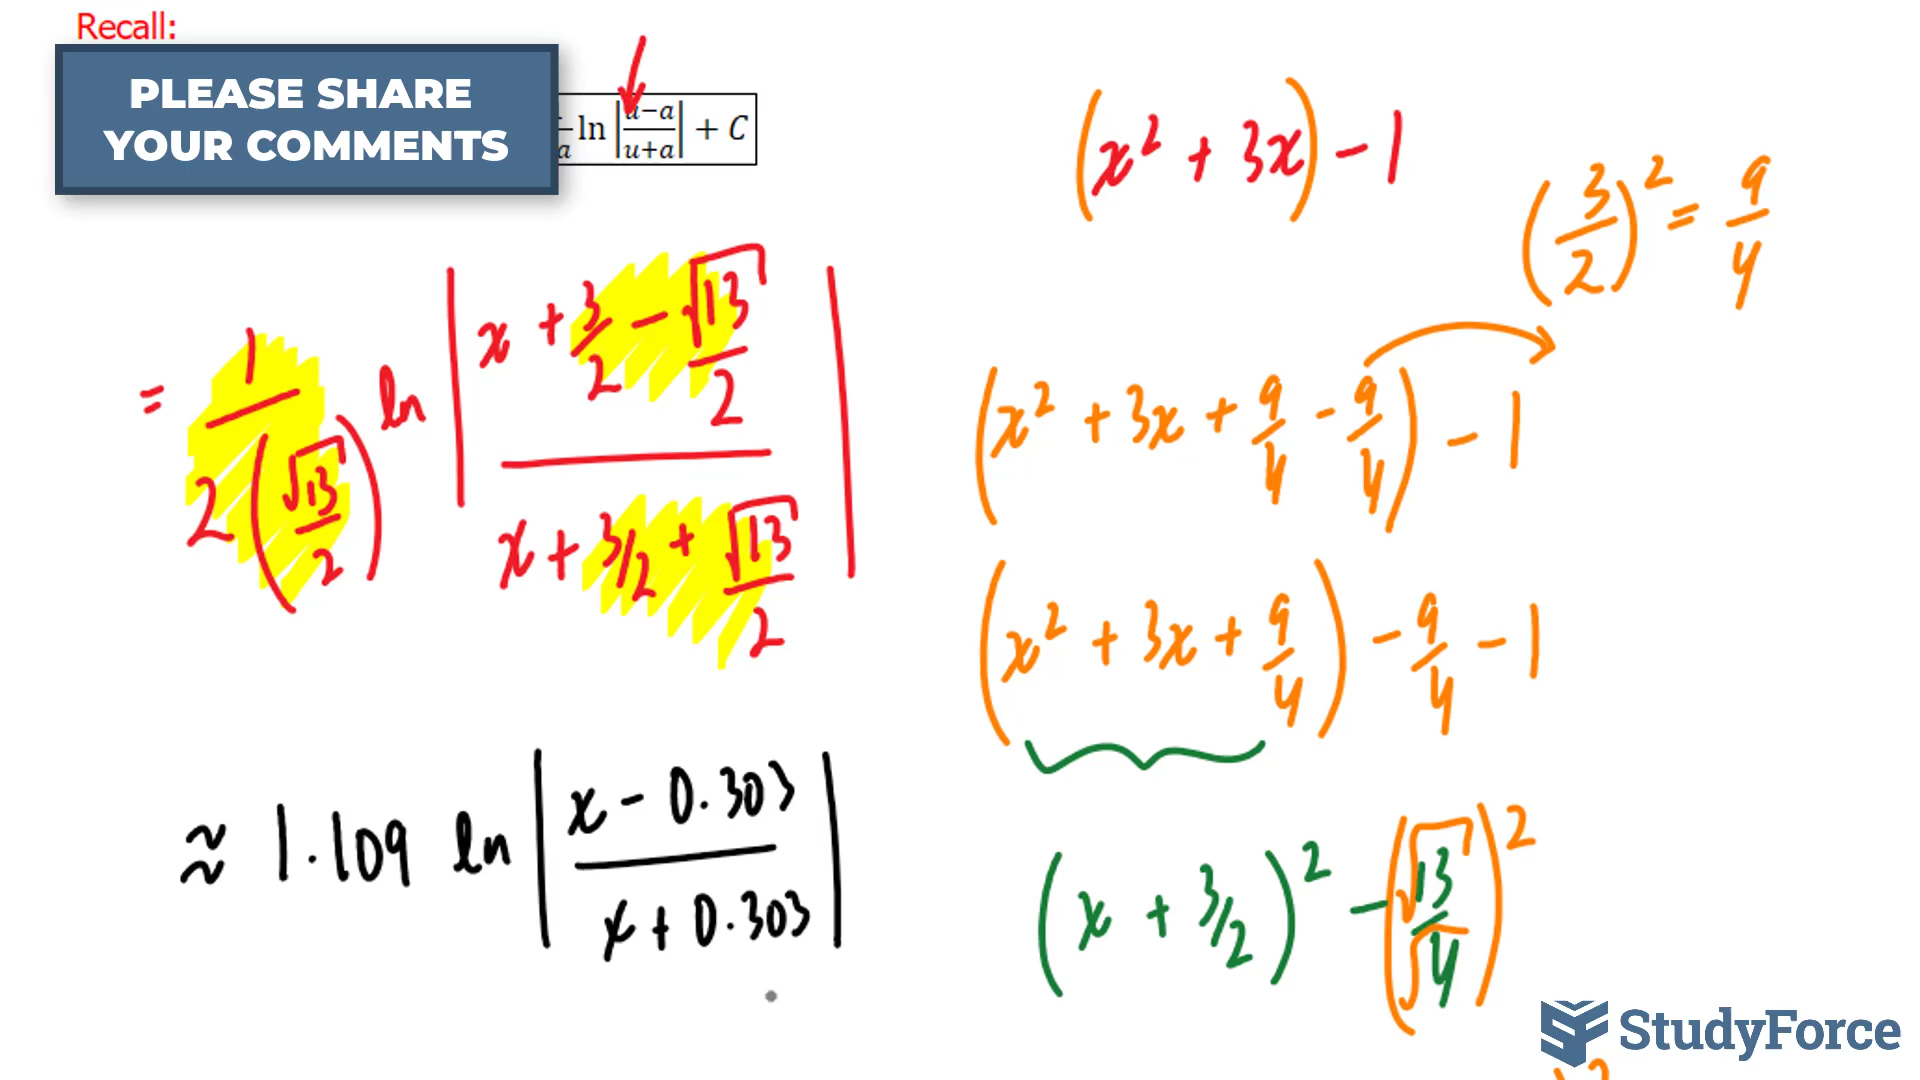 Recall:
PLEASE SHARE
YOUR COMMENTS
ln |u−a / u+a| + C
= 1 / 2(√13/2) ln | x + 3/2 − √13/2 / x + 3/2 + √13/2 |
≈ 1.109 ln | x − 0.303 / x + 0.303 |
(x² + 3x) − 1
(3/2)² = 9/4
(x² + 3x + 9/4 − 9/4) − 1
(x² + 3x + 9/4) − 9/4 − 1
(x + 3/2)² − (√13/√4)²
StudyForce